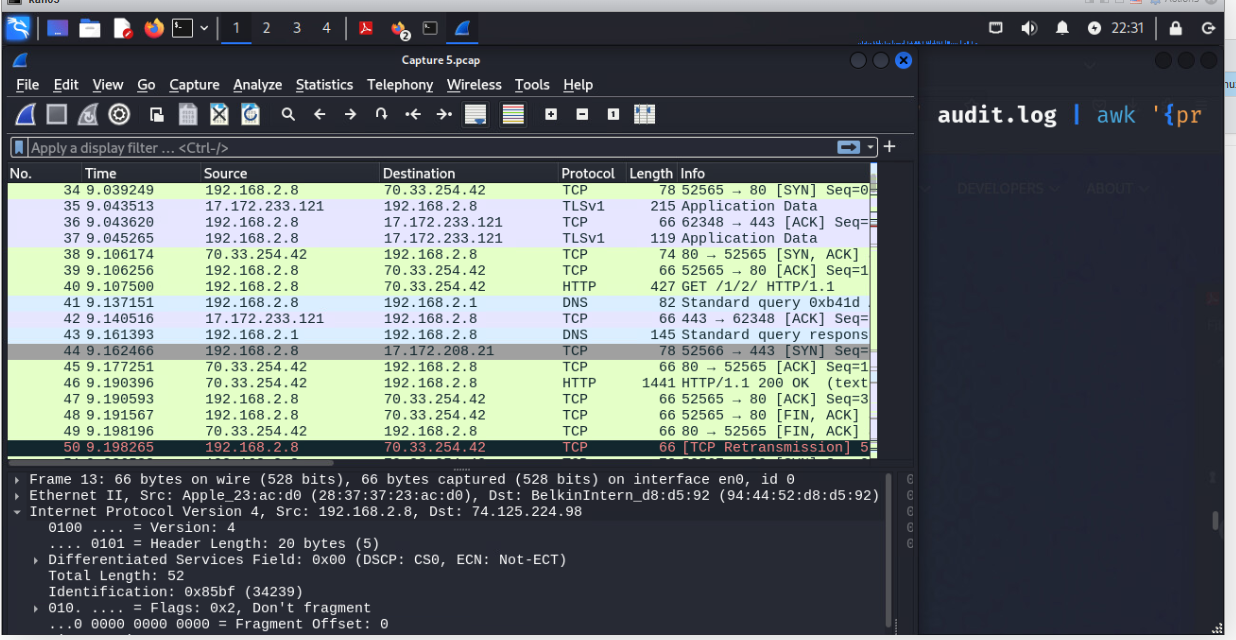 Kali05
Actions
1 2 3 4
22:31
Capture 5.pcap
File Edit View Go Capture Analyze Statistics Telephony Wireless Tools Help
audit.log | awk '{pr
Apply a display filter ... <Ctrl-/>
No. Time Source Destination Protocol Length Info
34 9.039249 192.168.2.8 70.33.254.42 TCP 78 52565 → 80 [SYN] Seq=0
DEVELOPERS ABOUT
35 9.043513 17.172.233.121 192.168.2.8 TLSv1 215 Application Data
36 9.043620 192.168.2.8 17.172.233.121 TCP 66 62348 → 443 [ACK] Seq=
37 9.045265 192.168.2.8 17.172.233.121 TLSv1 119 Application Data
38 9.106174 70.33.254.42 192.168.2.8 TCP 74 80 → 52565 [SYN, ACK]
39 9.106256 192.168.2.8 70.33.254.42 TCP 66 52565 → 80 [ACK] Seq=1
40 9.107500 192.168.2.8 70.33.254.42 HTTP 427 GET /1/2/ HTTP/1.1
41 9.137151 192.168.2.8 192.168.2.1 DNS 82 Standard query 0xb41d
42 9.140516 17.172.233.121 192.168.2.8 TCP 66 443 → 62348 [ACK] Seq=
43 9.161393 192.168.2.1 192.168.2.8 DNS 145 Standard query respons
44 9.162466 192.168.2.8 17.172.208.21 TCP 78 52566 → 443 [SYN] Seq=
45 9.177251 70.33.254.42 192.168.2.8 TCP 66 80 → 52565 [ACK] Seq=1
46 9.190396 70.33.254.42 192.168.2.8 HTTP 1441 HTTP/1.1 200 OK (text
47 9.190593 192.168.2.8 70.33.254.42 TCP 66 52565 → 80 [ACK] Seq=3
48 9.191567 192.168.2.8 70.33.254.42 TCP 66 52565 → 80 [FIN, ACK]
49 9.198196 70.33.254.42 192.168.2.8 TCP 66 80 → 52565 [FIN, ACK]
50 9.198265 192.168.2.8 70.33.254.42 TCP 66 [TCP Retransmission] 5
Frame 13: 66 bytes on wire (528 bits), 66 bytes captured (528 bits) on interface en0, id 0
Ethernet II, Src: Apple_23:ac:d0 (28:37:37:23:ac:d0), Dst: BelkinIntern_d8:d5:92 (94:44:52:d8:d5:92)
Internet Protocol Version 4, Src: 192.168.2.8, Dst: 74.125.224.98
0100 .... = Version: 4
.... 0101 = Header Length: 20 bytes (5)
Differentiated Services Field: 0x00 (DSCP: CS0, ECN: Not-ECT)
Total Length: 52
Identification: 0x85bf (34239)
010. .... = Flags: 0x2, Don't fragment
...0 0000 0000 0000 = Fragment Offset: 0